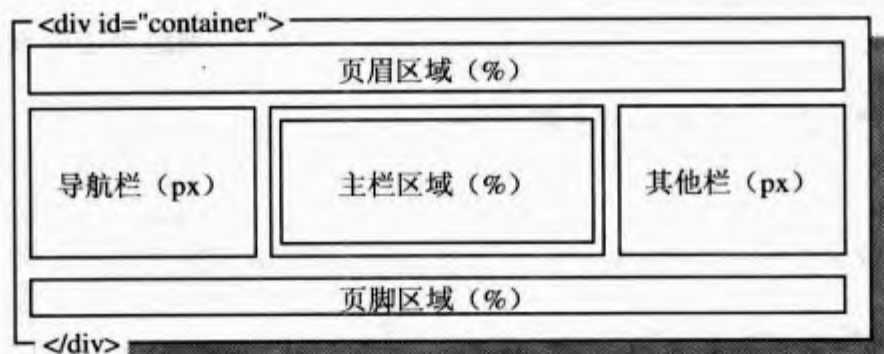 <div id="container">
页眉区域（%）
导航栏（px）
主栏区域（%）
其他栏（px）
页脚区域（%）
</div>